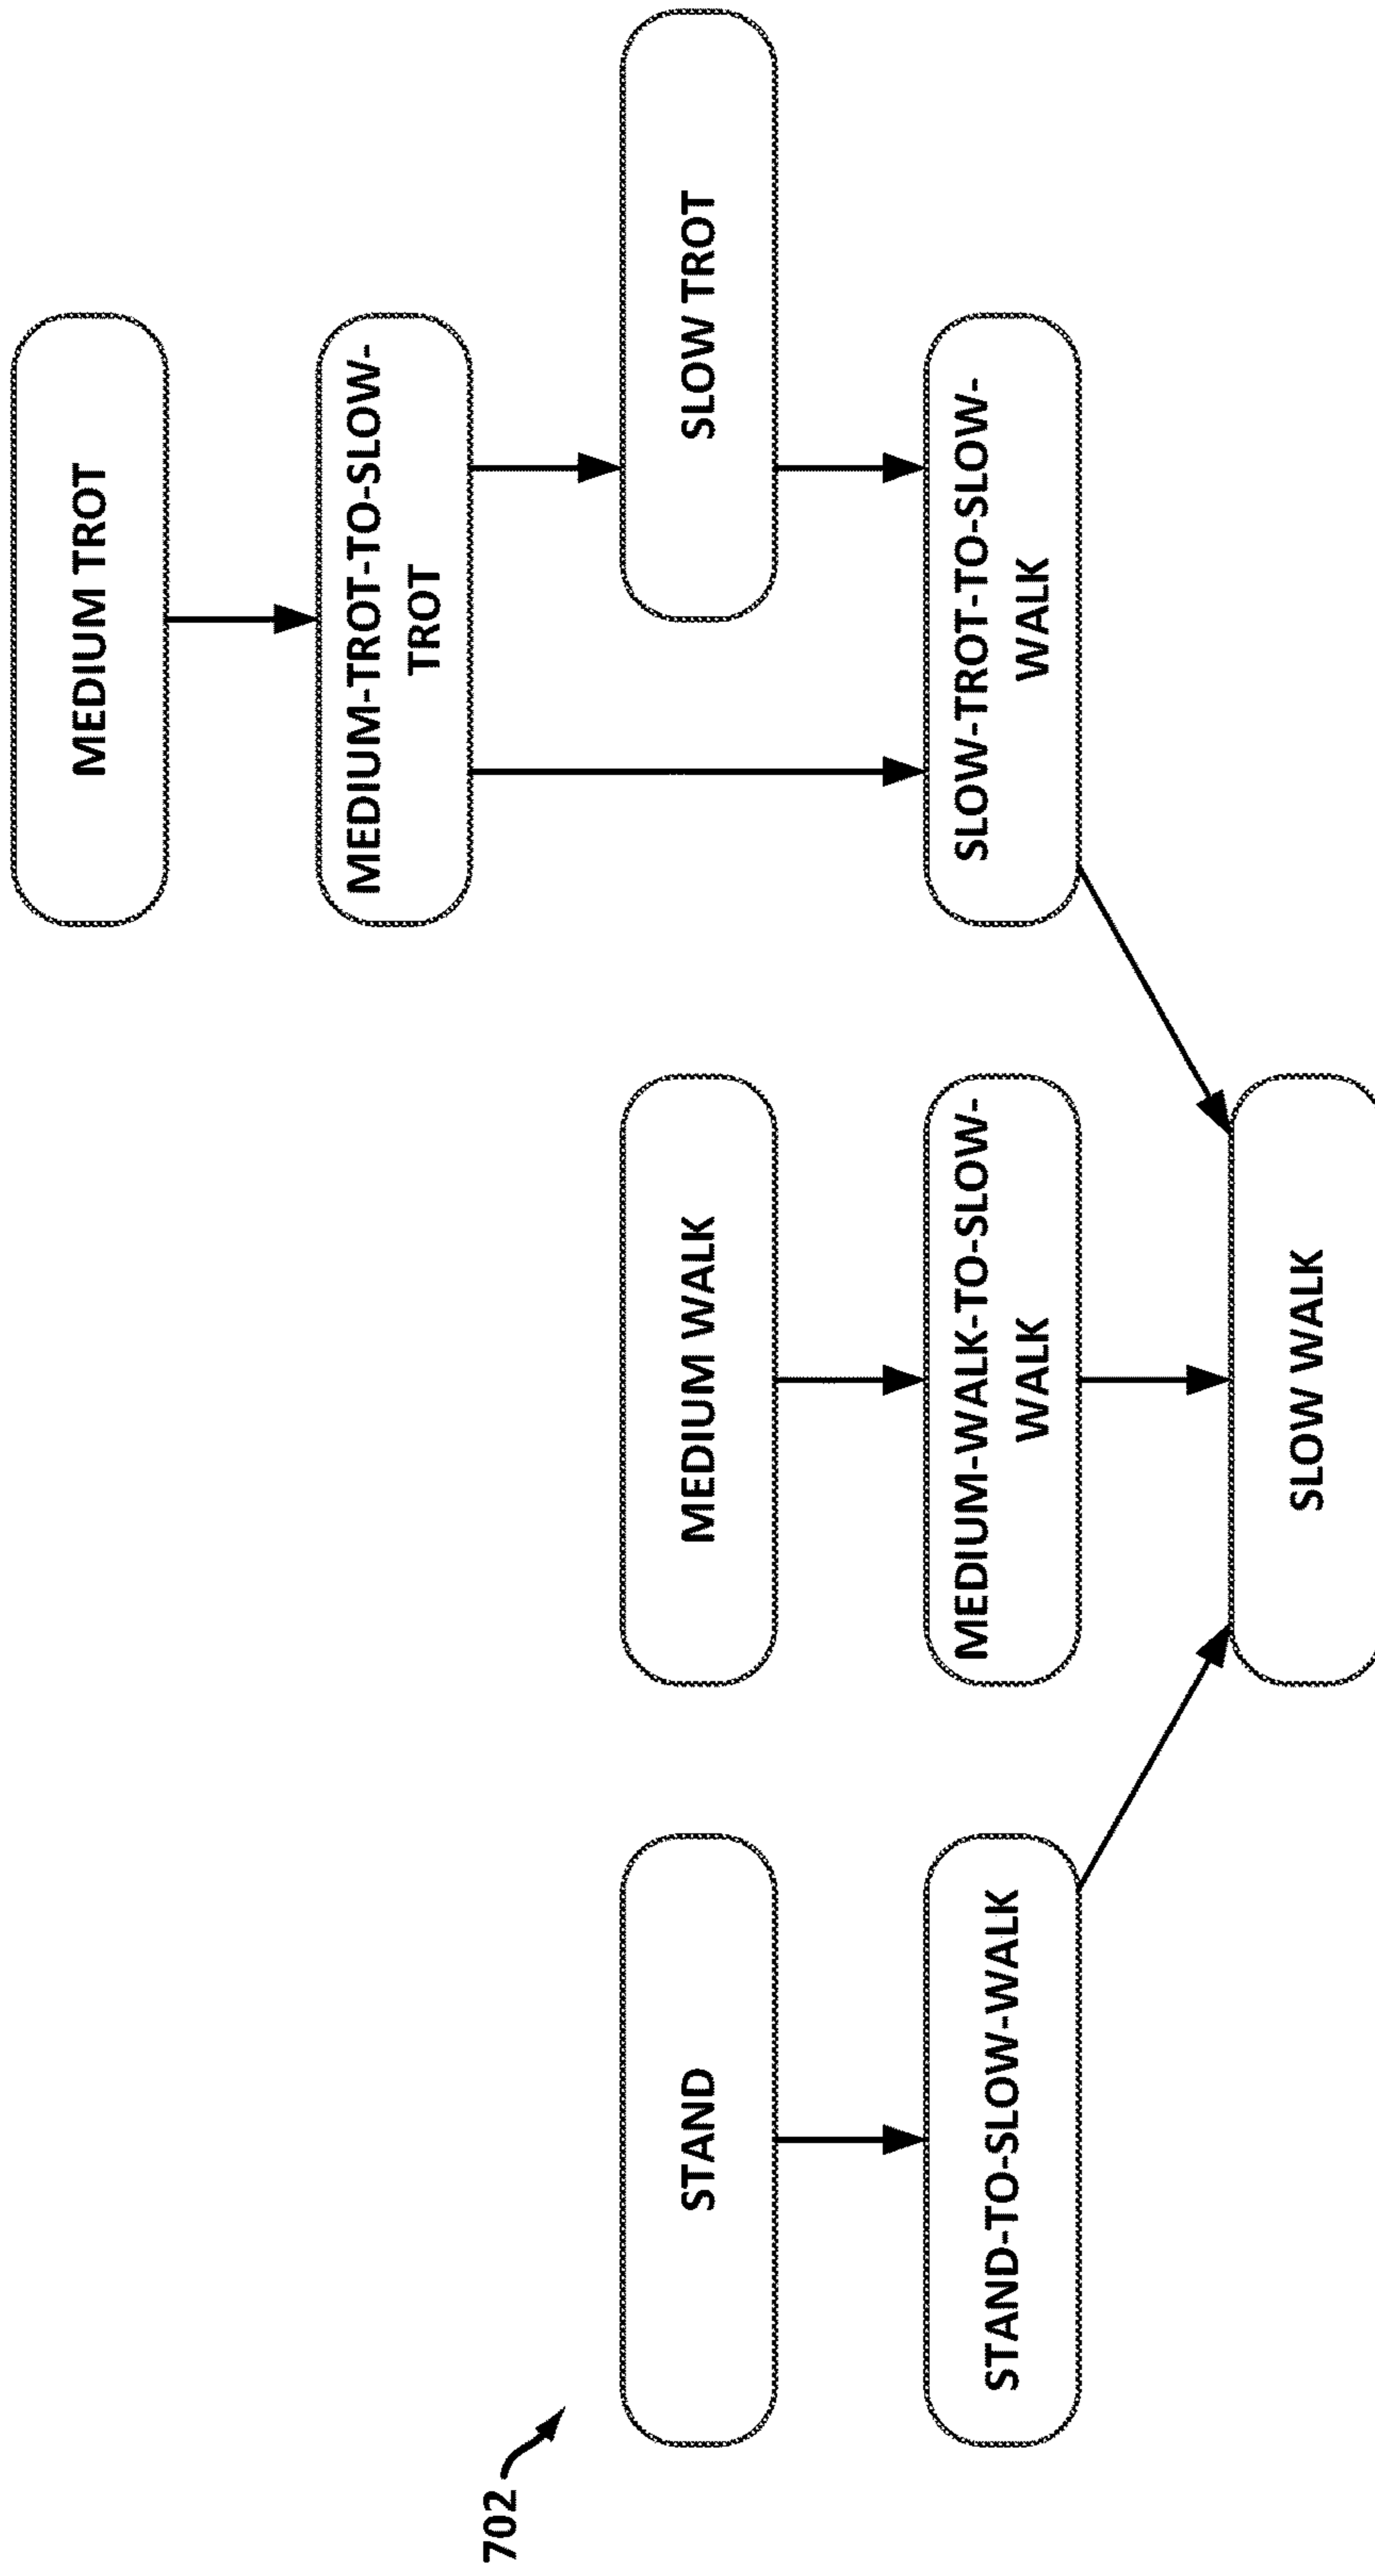 702
MEDIUM TROT
MEDIUM-TROT-TO-SLOW-
TROT
STAND
MEDIUM WALK
SLOW TROT
STAND-TO-SLOW-WALK
MEDIUM-WALK-TO-SLOW-
WALK
SLOW-TROT-TO-SLOW-
WALK
SLOW WALK